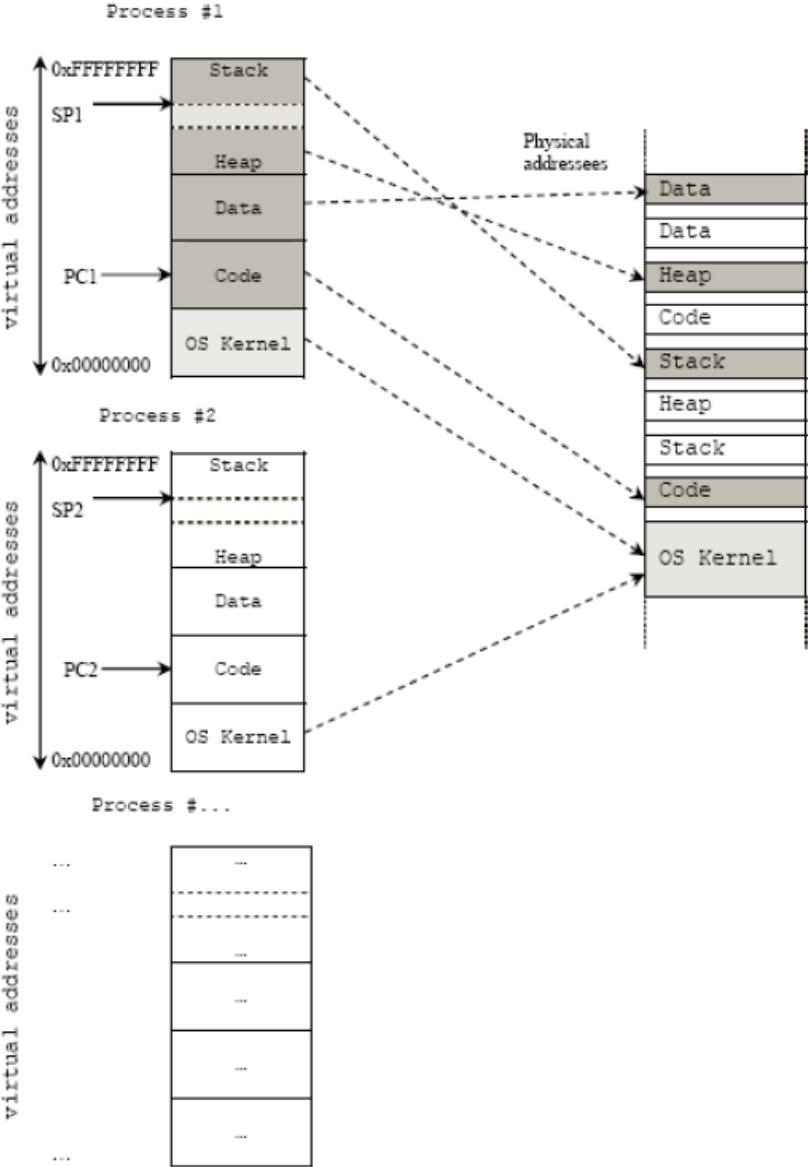 Process #1
0xFFFFFFFF
Stack
SP1
Heap
Data
PC1
Code
OS Kernel
0x00000000
virtual addresses
Physical
addressees
Data
Data
Heap
Code
Stack
Heap
Stack
Code
OS Kernel
Process #2
0xFFFFFFFF
Stack
SP2
Heap
Data
PC2
Code
OS Kernel
0x00000000
virtual addresses
Process #...
...
...
...
...
...
...
...
...
virtual addresses